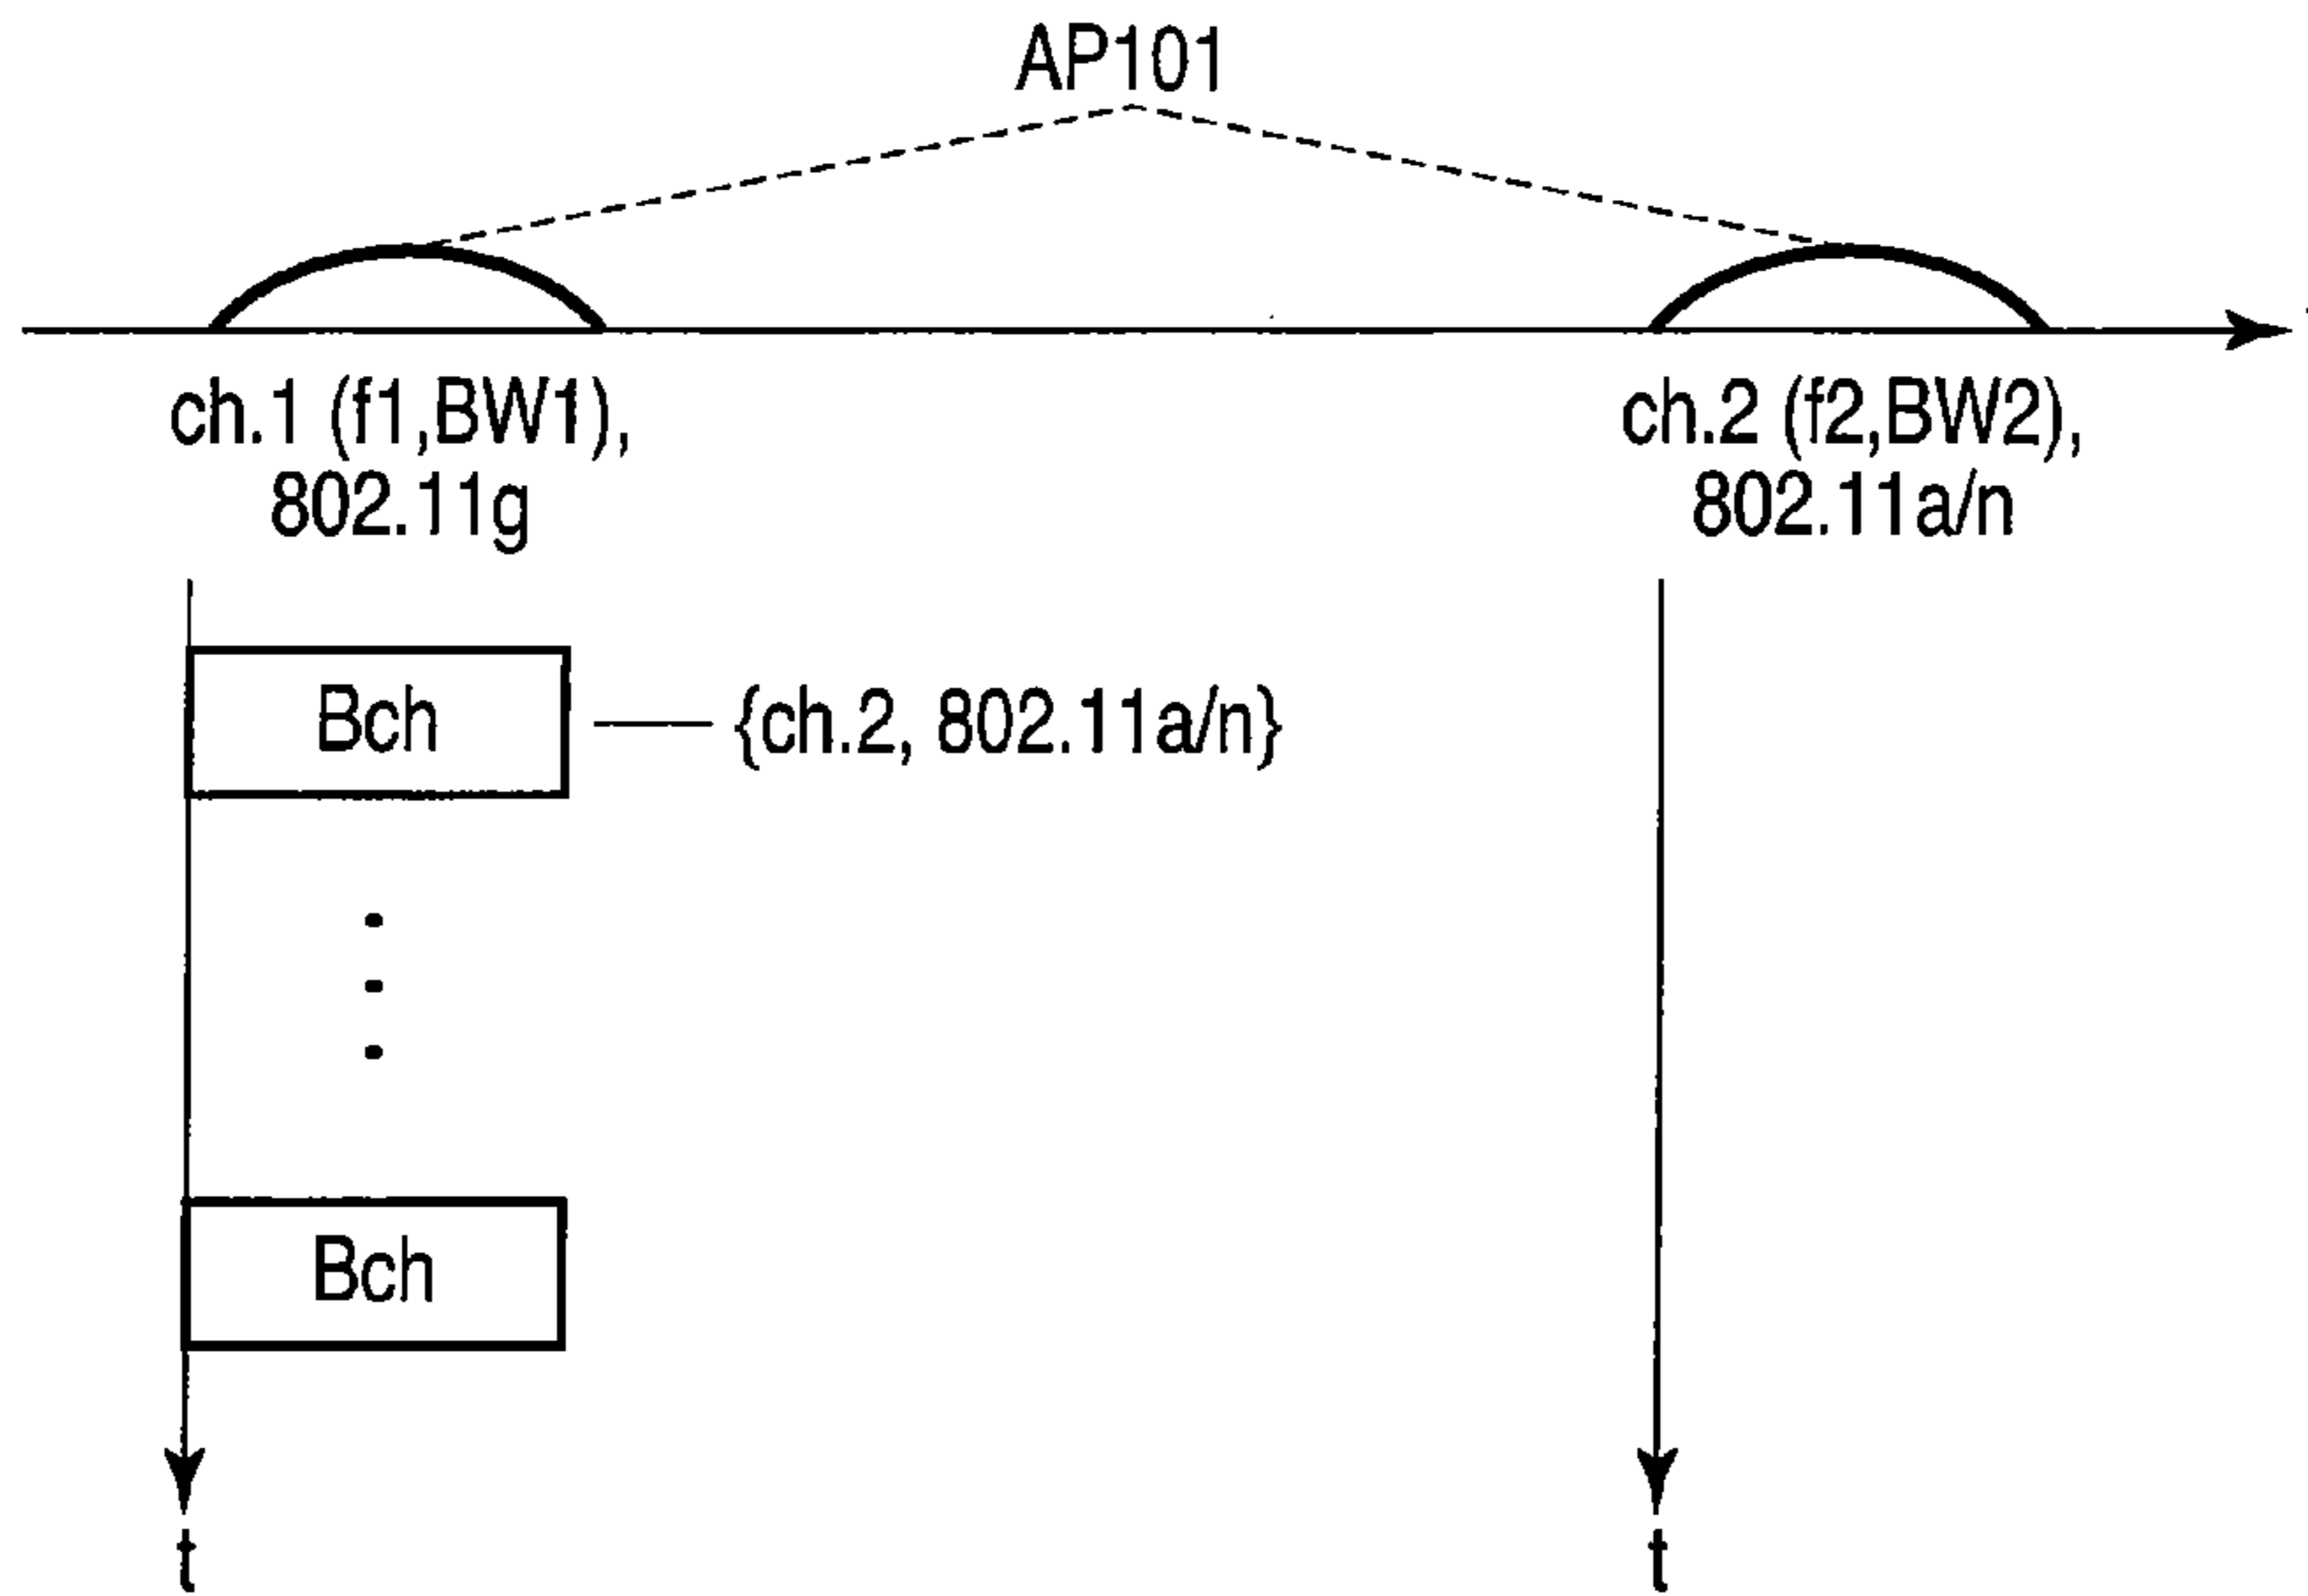 AP101
ch.1 (f1,BW1),
802.11g
ch.2 (f2,BW2),
802.11a/n
Bch
{ch.2, 802.11a/n}
Bch
t
t